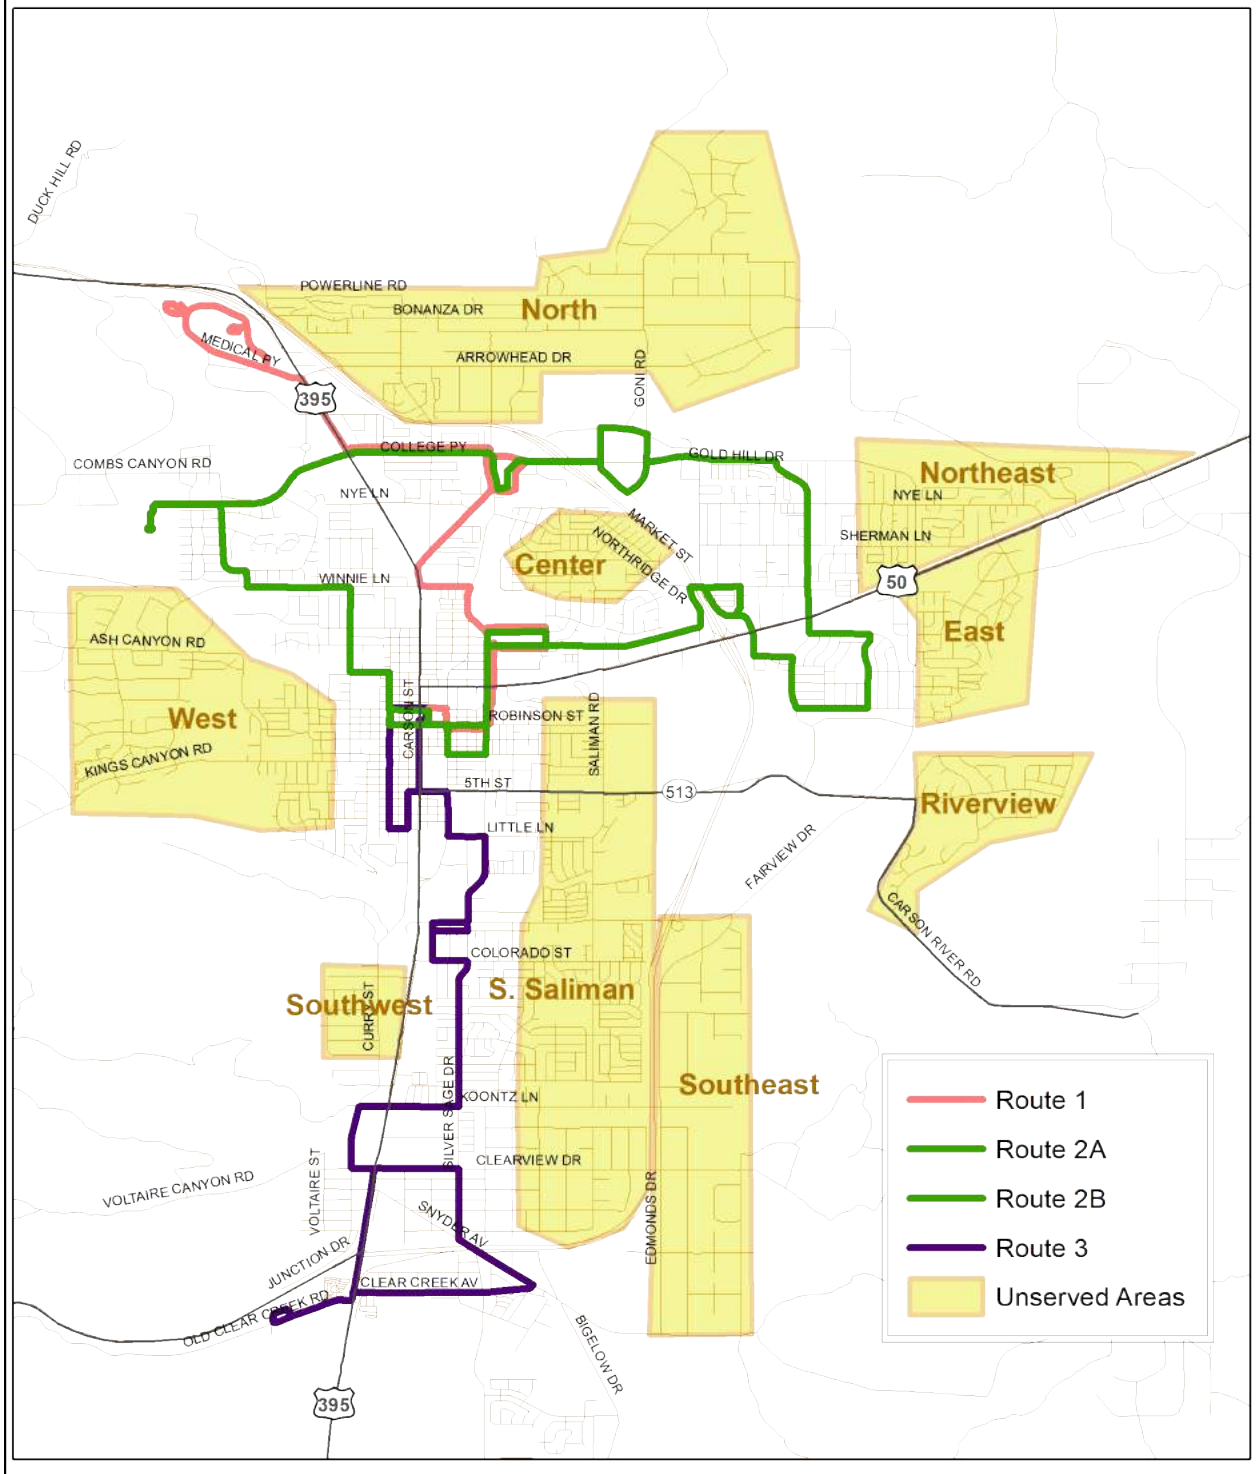 DUCK HILL RD
POWERLINE RD
BONANZA DR
North
MEDICAL PY
ARROWHEAD DR
GONI RD
395
COLLEGE PY
COMBS CANYON RD
GOLD HILL DR
Northeast
NYE LN
NYE LN
MARKET ST
SHERMAN LN
NORTHRIDGE DR
Center
WINNIE LN
50
ASH CANYON RD
East
West
CARSON ST
ROBINSON ST
SALIMAN RD
KINGS CANYON RD
5TH ST
513
Riverview
LITTLE LN
FAIRVIEW DR
CARSON RIVER RD
COLORADO ST
S. Saliman
Southwest
CURRY ST
Southeast
SILVER SAGE DR
KOONTZ LN
CLEARVIEW DR
VOLTAIRE CANYON RD
VOLTAIRE ST
SNYDER AV
EDMONDS DR
JUNCTION DR
CLEAR CREEK AV
OLD CLEAR CREEK RD
BIGELOW DR
395
Route 1
Route 2A
Route 2B
Route 3
Unserved Areas